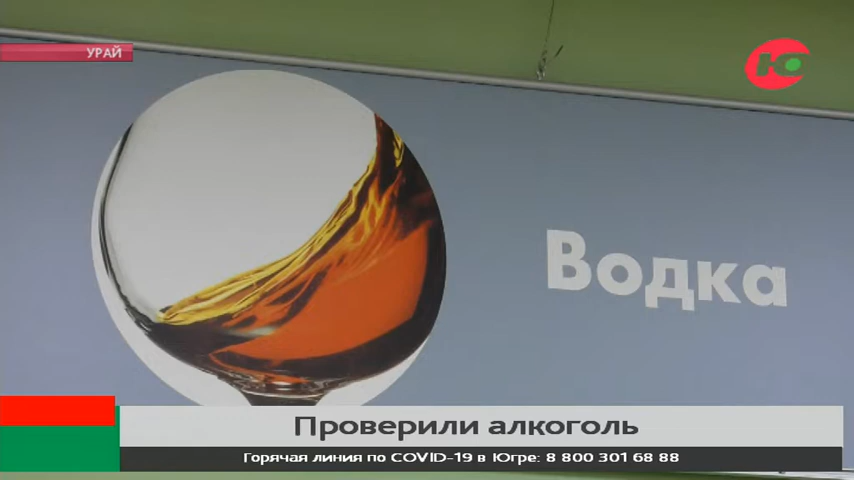 УРАЙ
Ю
Водка
Проверили алкоголь
Горячая линия по COVID-19 в Югре: 8 800 301 68 88